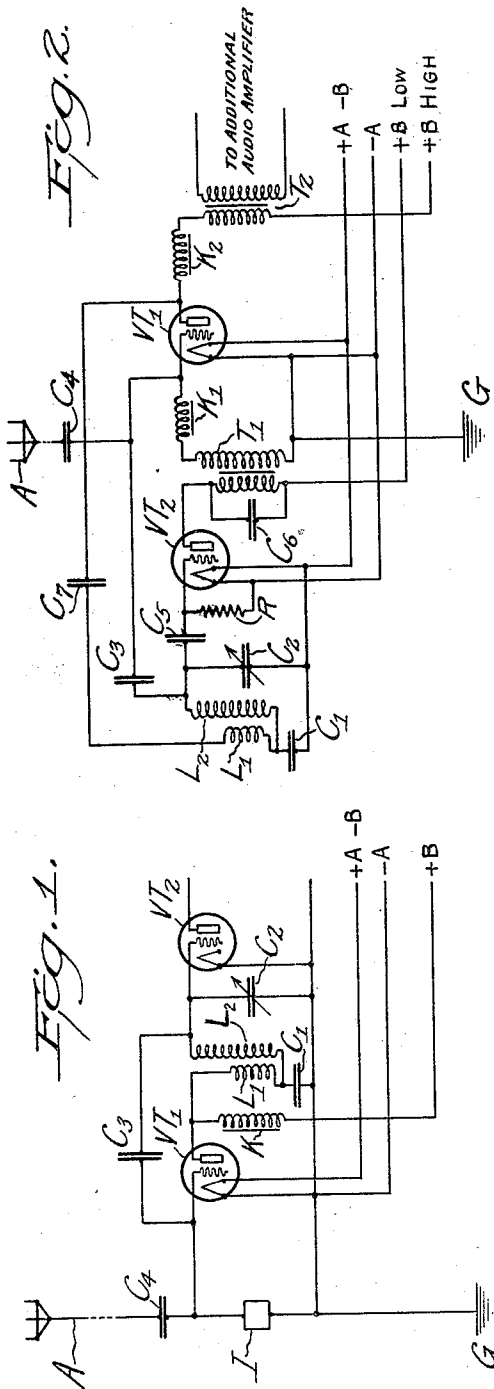 Fig. 1.
A
C4
C3
VT1
VT2
L2
L1
C2
C1
K
I
+A -B
-A
+B
G
Fig. 2.
A
C4
C7
C3
VT1
K2
TO ADDITIONAL
AUDIO AMPLIFIER
T2
K1
VT2
C5
T1
L2
L1
R
C6
C2
C1
+A -B
-A
+B LOW
+B HIGH
G